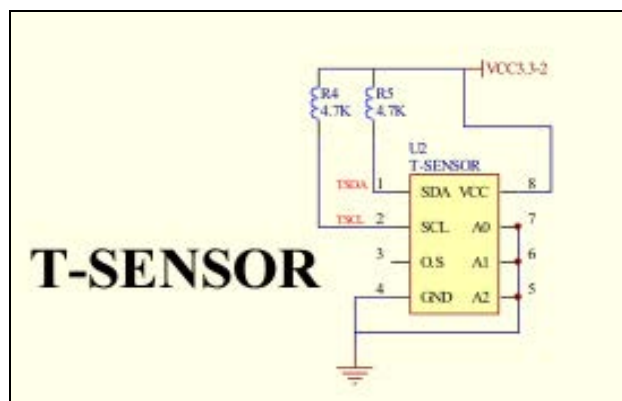 VCC3.3-2
R4
4.7K
R5
4.7K
U2
T-SENSOR
TSDA 1 SDA VCC 8
TSCL 2 SCL A0 7
3 O.S A1 6
4 GND A2 5
T-SENSOR